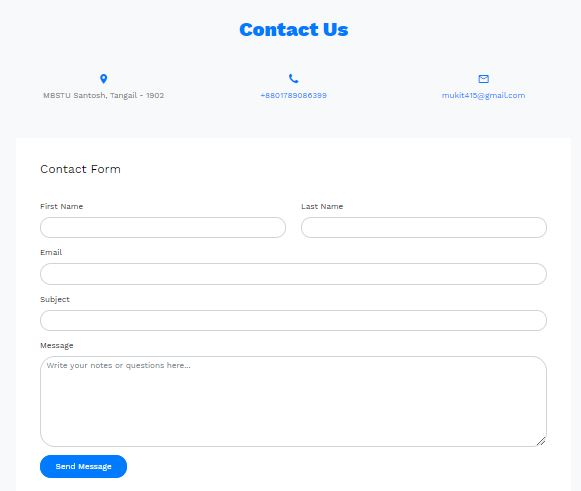 Contact Us
MBSTU Santosh, Tangail - 1902
+8801789086399
mukit415@gmail.com
Contact Form
First Name
Last Name
Email
Subject
Message
Write your notes or questions here...
Send Message